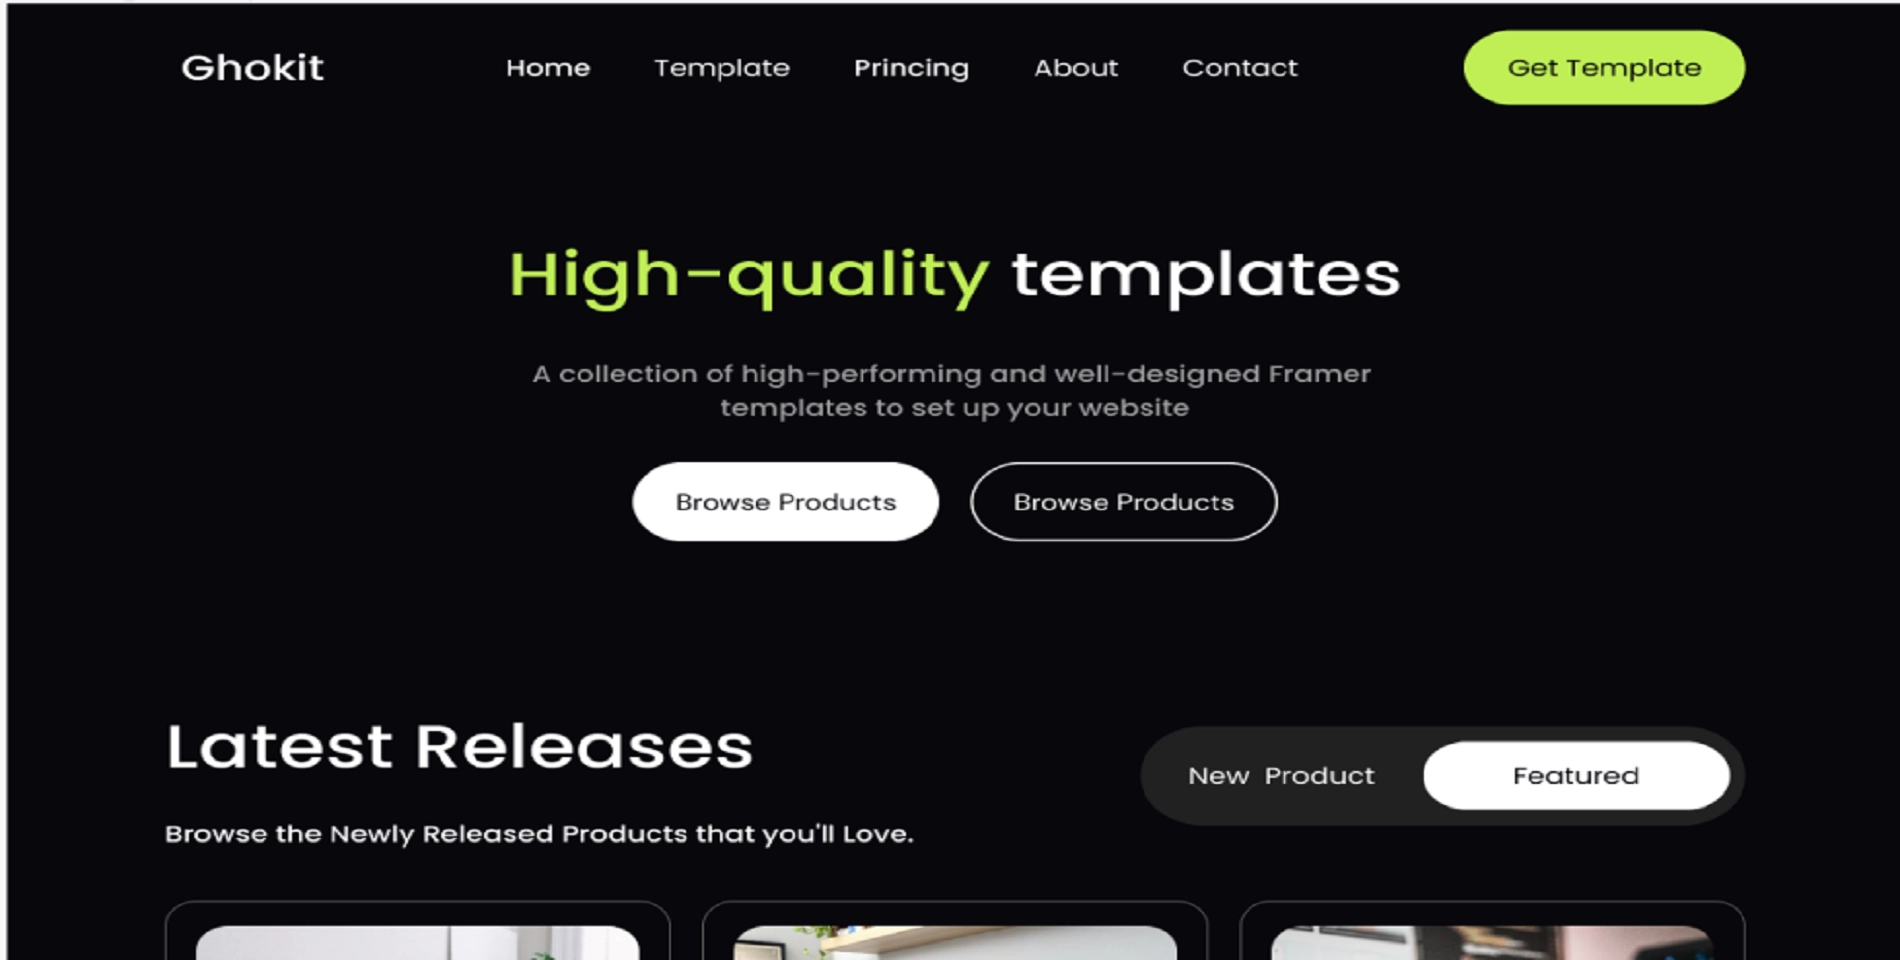 Ghokit
Home Template Princing About Contact
Get Template
High-quality templates
A collection of high-performing and well-designed Framer
templates to set up your website
Browse Products
Browse Products
Latest Releases
New Product
Featured
Browse the Newly Released Products that you'll Love.